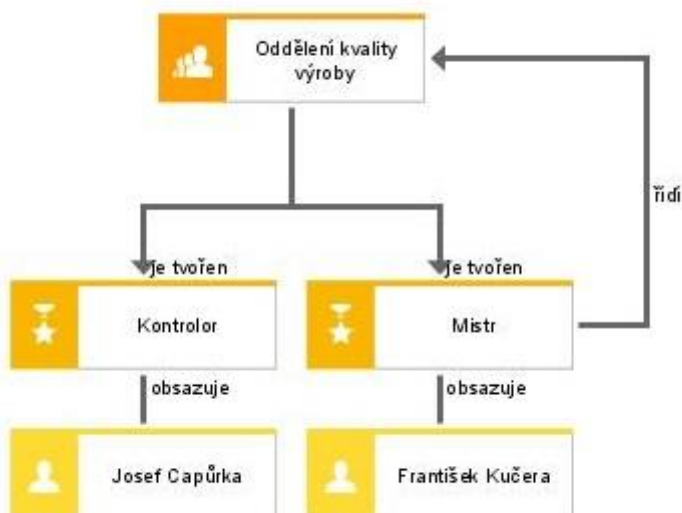 Oddělení kvality
výroby
řídí
je tvořen
je tvořen
Kontrolor
Mistr
obsazuje
obsazuje
Josef Capůrka
František Kučera